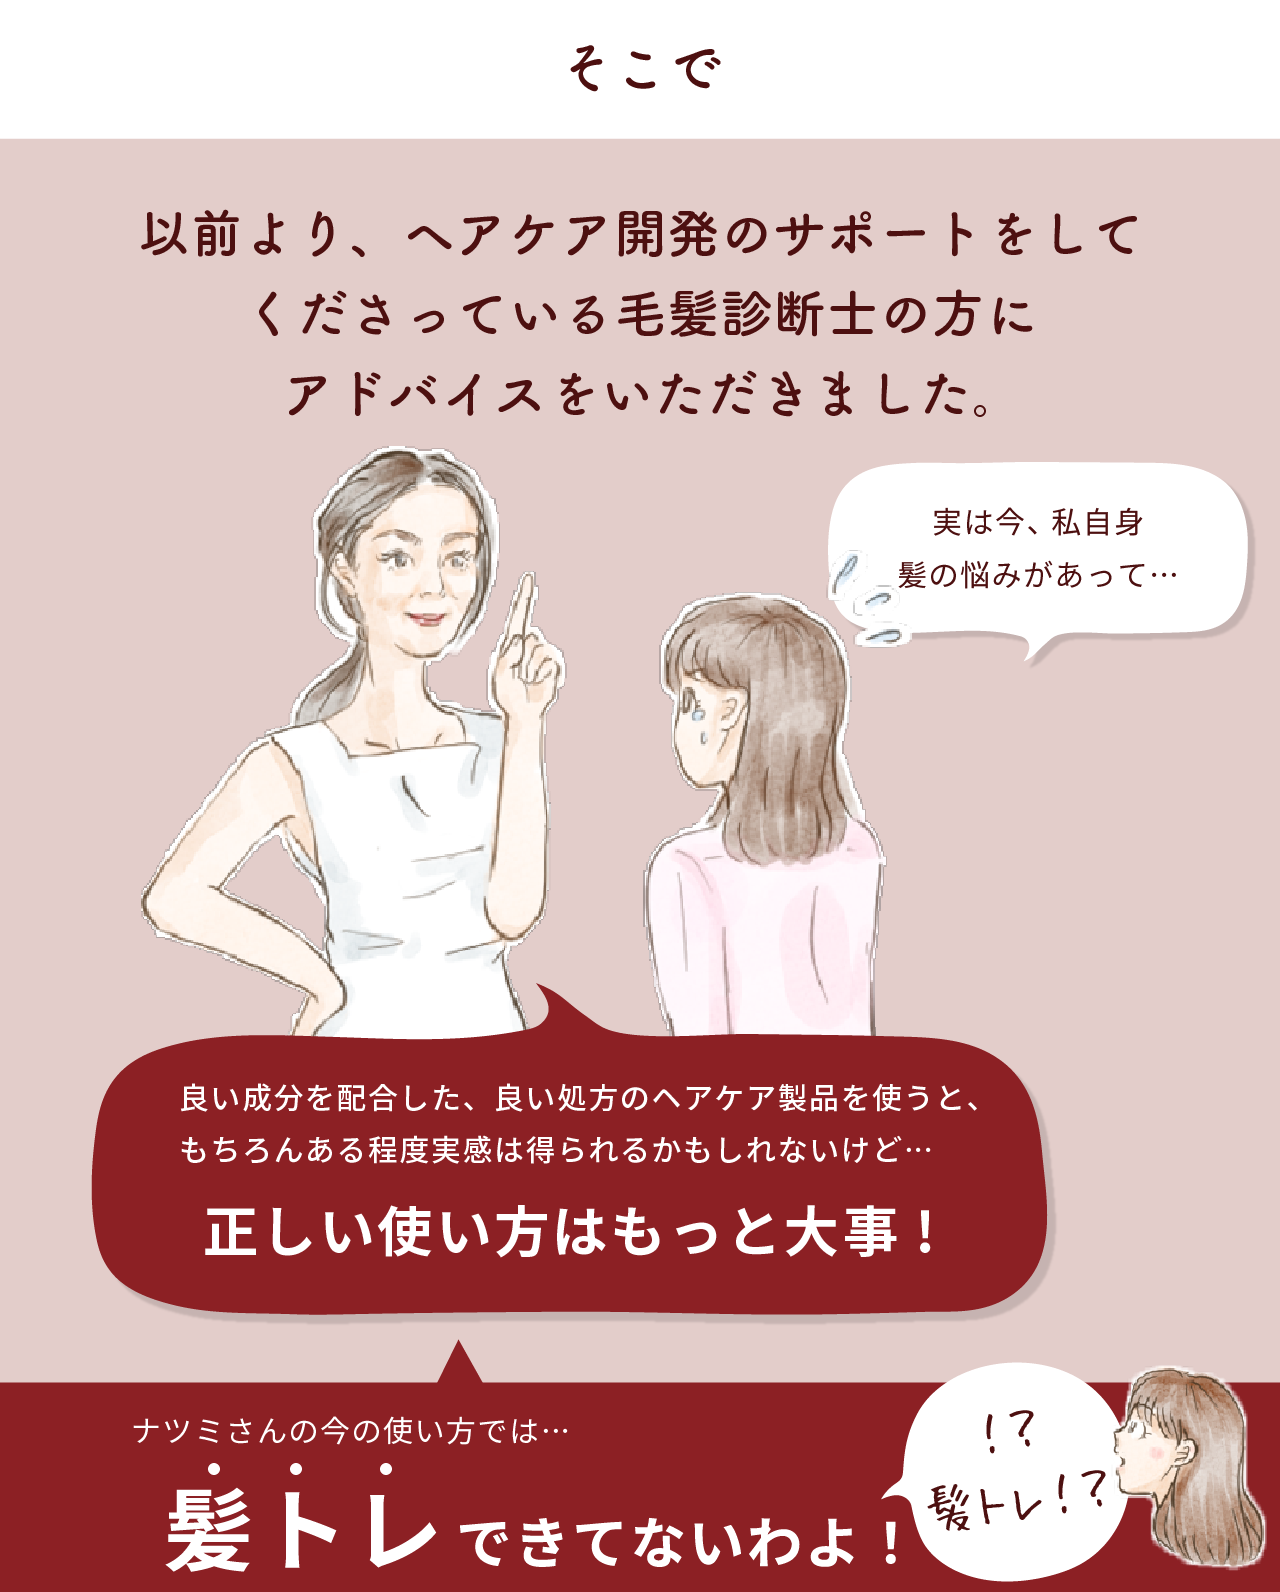 そこで
以前より、ヘアケア開発のサポートをして
くださっている毛髪診断士の方に
アドバイスをいただきました。
実は今、私自身
髪の悩みがあって…
良い成分を配合した、良い処方のヘアケア製品を使うと、
もちろんある程度実感は得られるかもしれないけど…
正しい使い方はもっと大事！
ナツミさんの今の使い方では…
髪トレできてないわよ！
！？
髪トレ！？